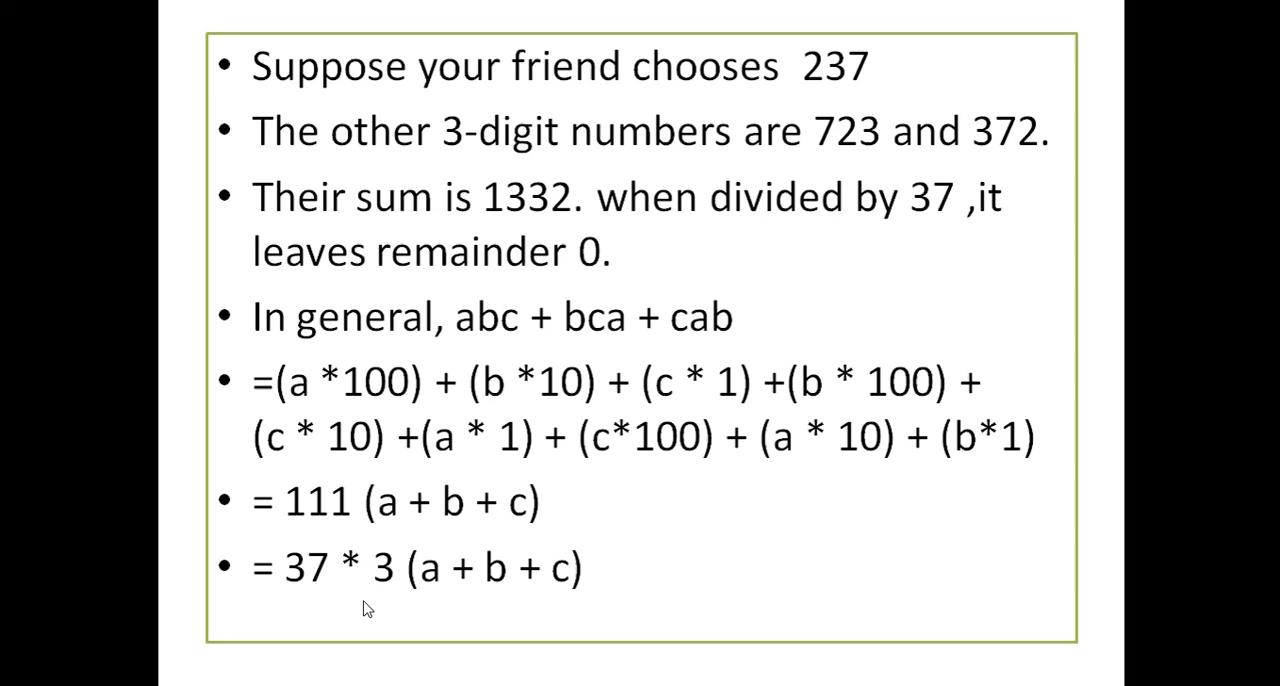 • Suppose your friend chooses 237
• The other 3-digit numbers are 723 and 372.
• Their sum is 1332. when divided by 37 ,it
leaves remainder 0.
• In general, abc + bca + cab
• =(a *100) + (b *10) + (c * 1) +(b * 100) +
(c * 10) +(a * 1) + (c*100) + (a * 10) + (b*1)
• = 111 (a + b + c)
• = 37 * 3 (a + b + c)